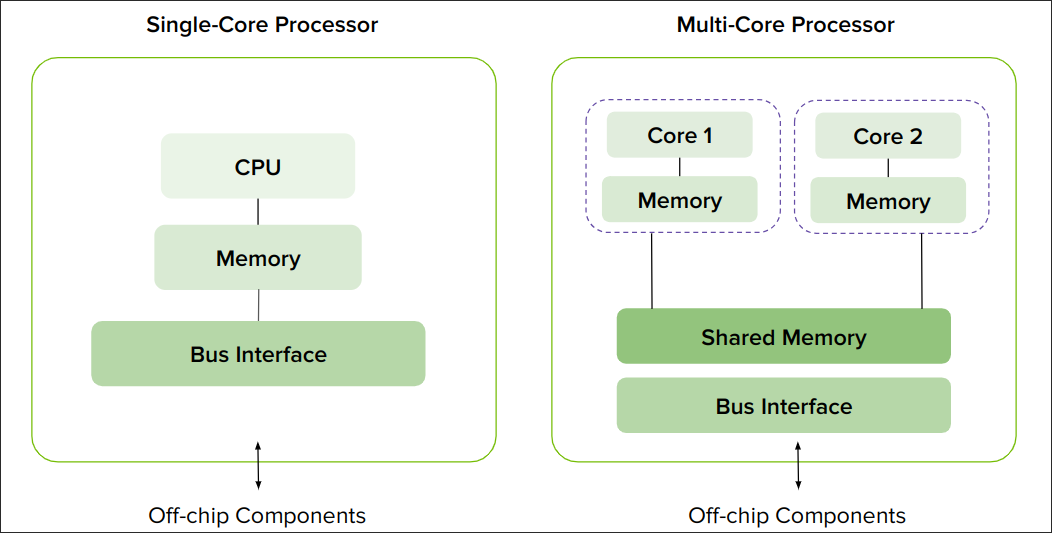 Single-Core Processor
CPU
Memory
Bus Interface
Off-chip Components
Multi-Core Processor
Core 1
Memory
Core 2
Memory
Shared Memory
Bus Interface
Off-chip Components